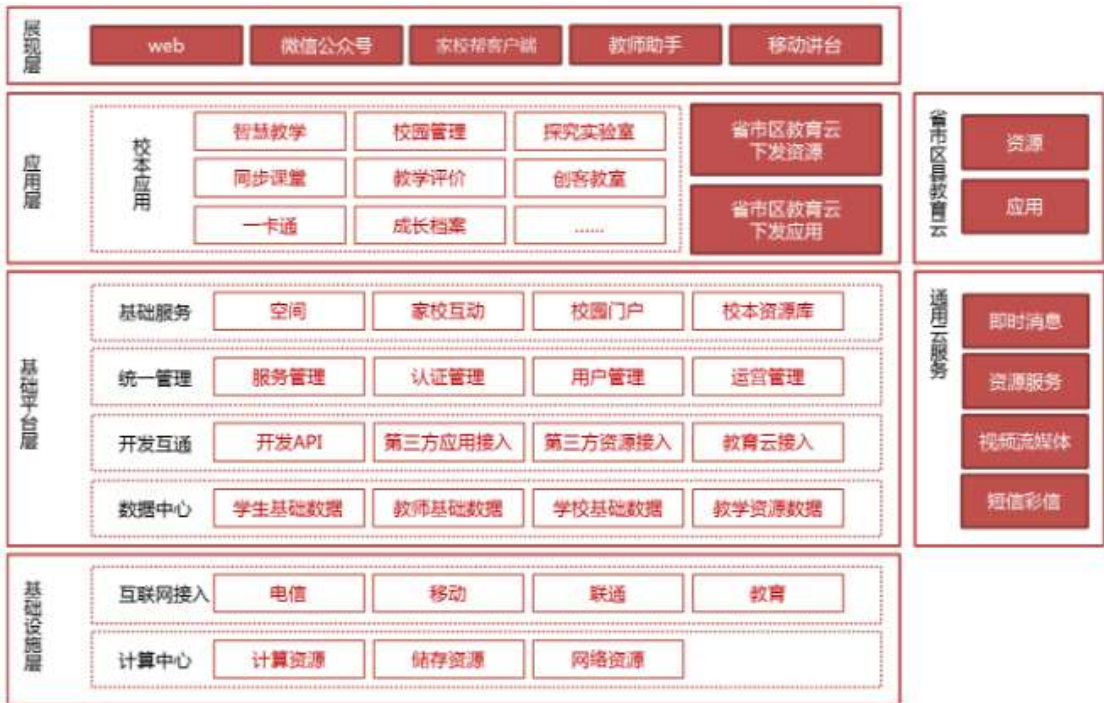 展现层
web
微信公众号
家校帮客户端
教师助手
移动讲台
应用层
校本应用
智慧教学
校园管理
探究实验室
同步课堂
教学评价
创客教室
一卡通
成长档案
......
省市区教育云
下发资源
省市区教育云
下发应用
省市区县教育云
资源
应用
基础平台层
基础服务
空间
家校互动
校园门户
校本资源库
统一管理
服务管理
认证管理
用户管理
运营管理
开发互通
开发API
第三方应用接入
第三方资源接入
教育云接入
数据中心
学生基础数据
教师基础数据
学校基础数据
教学资源数据
通用云服务
即时消息
资源服务
视频流媒体
短信彩信
基础设施层
互联网接入
电信
移动
联通
教育
计算中心
计算资源
储存资源
网络资源